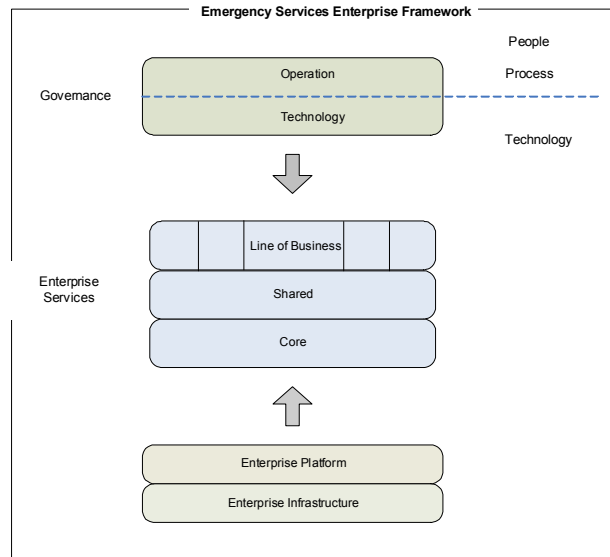 Emergency Services Enterprise Framework
People
Operation
Process
Governance
Technology
Technology
Line of Business
Enterprise
Services
Shared
Core
Enterprise Platform
Enterprise Infrastructure